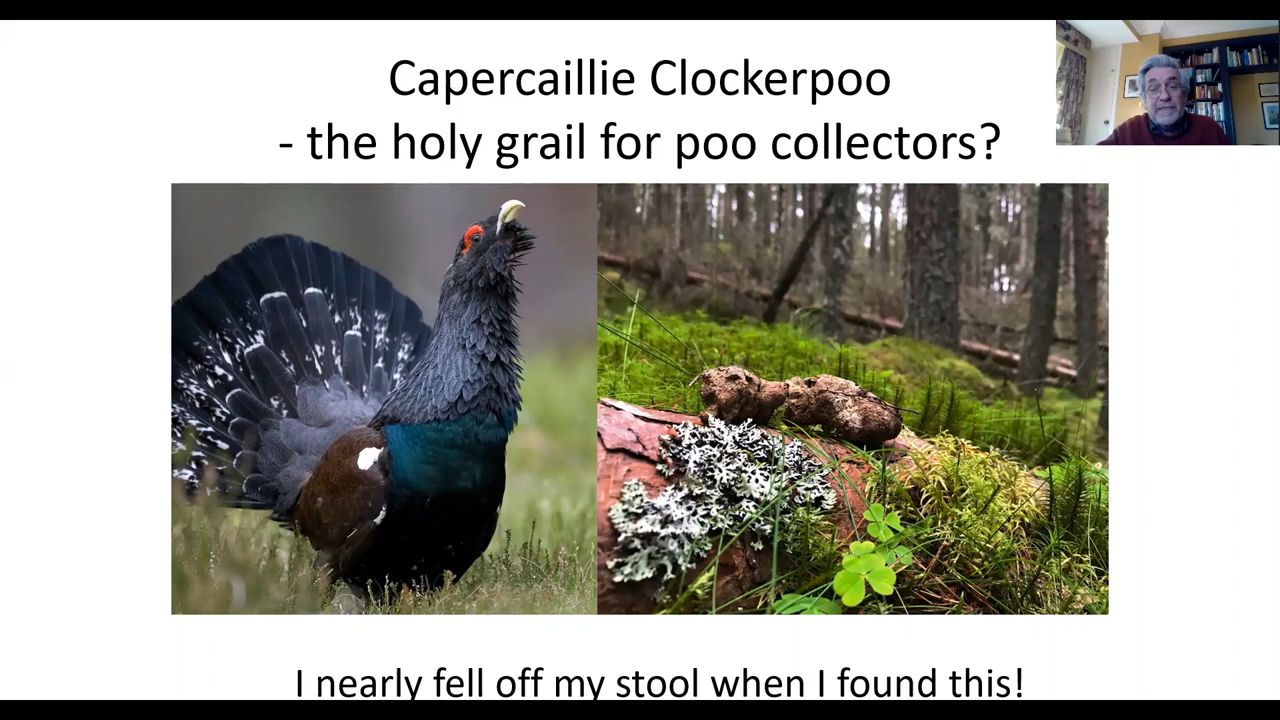 Capercaillie Clockerpoo
- the holy grail for poo collectors?
I nearly fell off my stool when I found this!